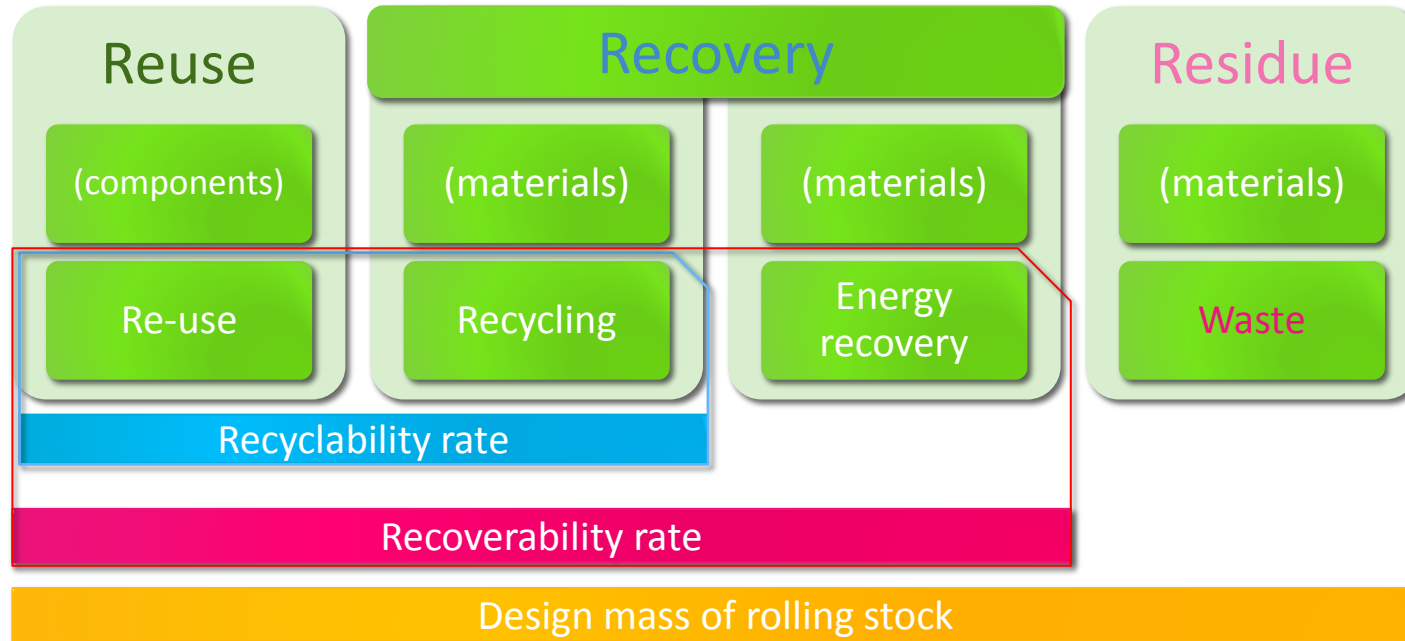 Reuse
Recovery
Residue
(components)
(materials)
(materials)
(materials)
Re-use
Recycling
Energy
recovery
Waste
Recyclability rate
Recoverability rate
Design mass of rolling stock